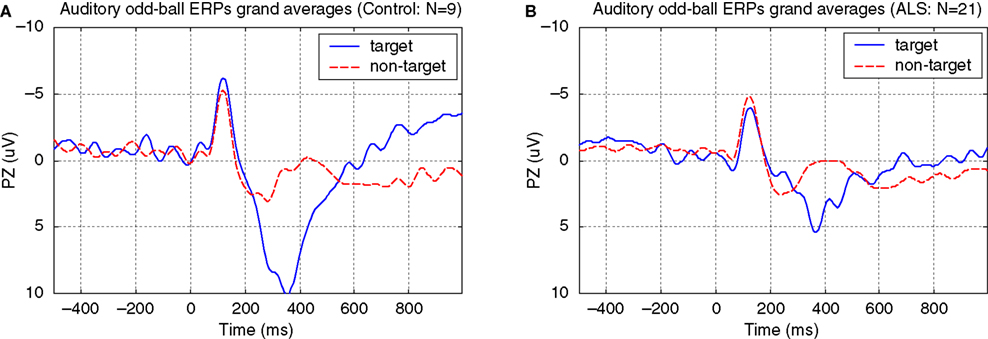 A
Auditory odd-ball ERPs grand averages (Control: N=9)
−10
−5
0
5
10
PZ (uV)
target
non-target
−400 −200 0 200 400 600 800
Time (ms)
B
Auditory odd-ball ERPs grand averages (ALS: N=21)
−10
−5
0
5
10
PZ (uV)
target
non-target
−400 −200 0 200 400 600 800
Time (ms)